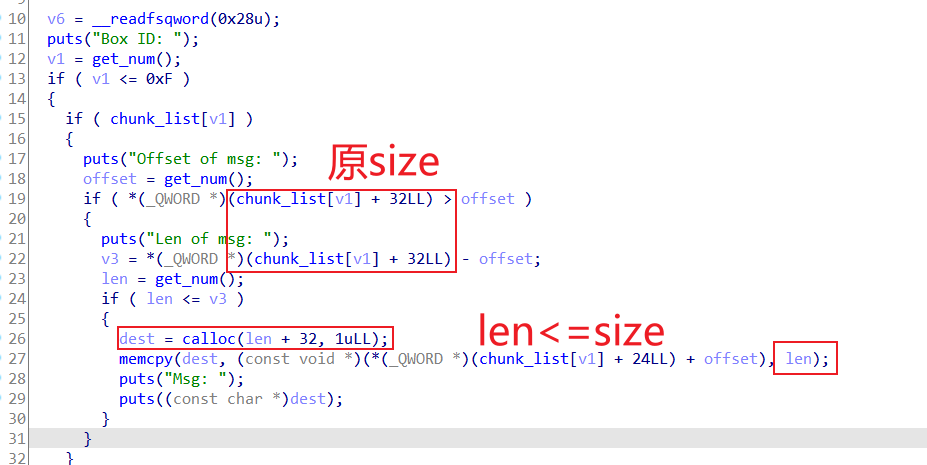 10 v6 = __readfsqword(0x28u);
11 puts("Box ID: ");
12 v1 = get_num();
13 if ( v1 <= 0xF )
14 {
15 if ( chunk_list[v1] )
16 {
17 puts("Offset of msg: ");
原size
18 offset = get_num();
19 if ( *(_QWORD *)(chunk_list[v1] + 32LL) > offset )
20 {
21 puts("Len of msg: ");
22 v3 = *(_QWORD *)(chunk_list[v1] + 32LL) - offset;
23 len = get_num();
24 if ( len <= v3 )
25 {
len<=size
26 dest = calloc(len + 32, 1uLL);
27 memcpy(dest, (const void *)(*(_QWORD *)(chunk_list[v1] + 24LL) + offset), len);
28 puts("Msg: ");
29 puts((const char *)dest);
30 }
31 }
32 }